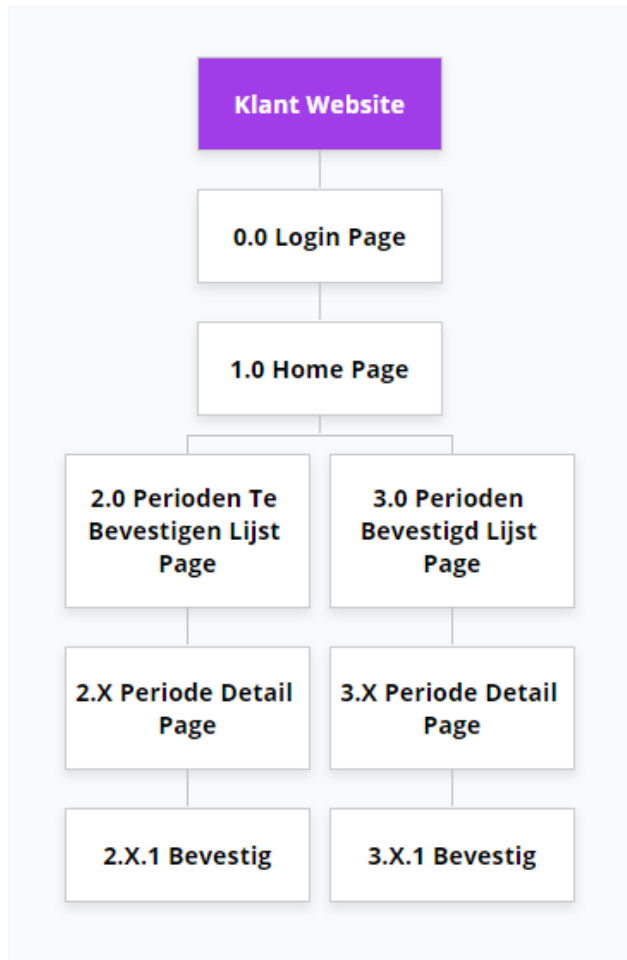 Klant Website
0.0 Login Page
1.0 Home Page
2.0 Perioden Te
Bevestigen Lijst
Page
3.0 Perioden
Bevestigd Lijst
Page
2.X Periode Detail
Page
3.X Periode Detail
Page
2.X.1 Bevestig
3.X.1 Bevestig